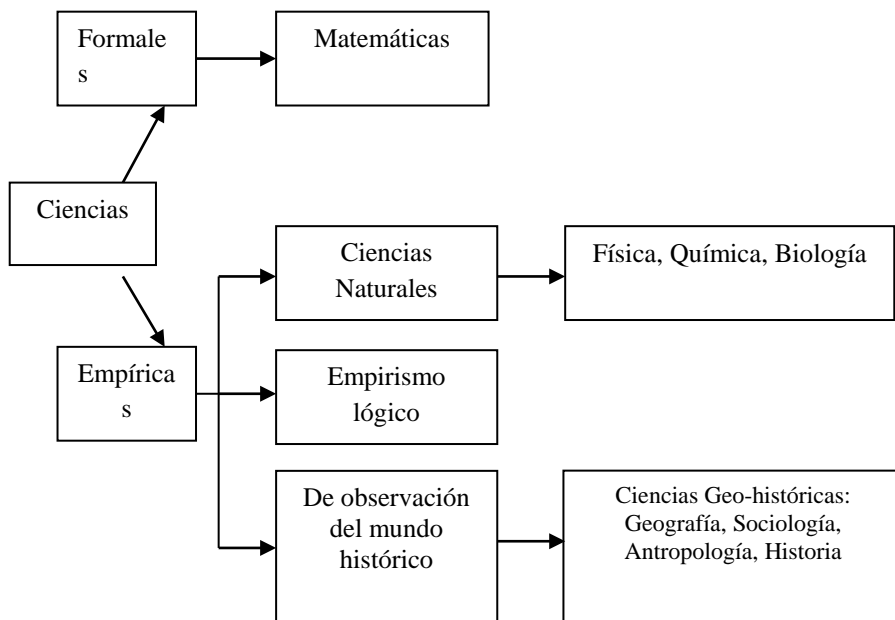 Formale
s
Matemáticas
Ciencias
Ciencias
Naturales
Física, Química, Biología
Empírica
s
Empirismo
lógico
De observación
del mundo
histórico
Ciencias Geo-históricas:
Geografía, Sociología,
Antropología, Historia